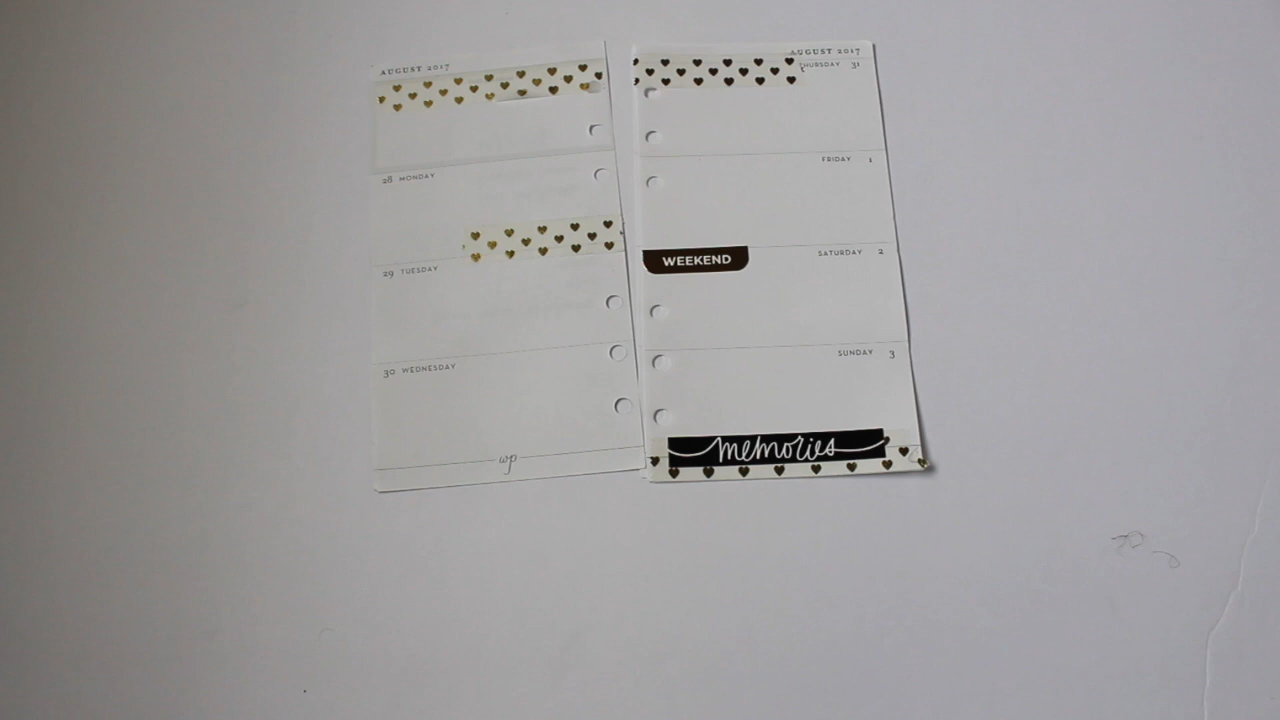 AUGUST 2017
28 MONDAY
29 TUESDAY
30 WEDNESDAY
wp
AUGUST 2017
THURSDAY 31
FRIDAY 1
WEEKEND
SATURDAY 2
SUNDAY 3
memories